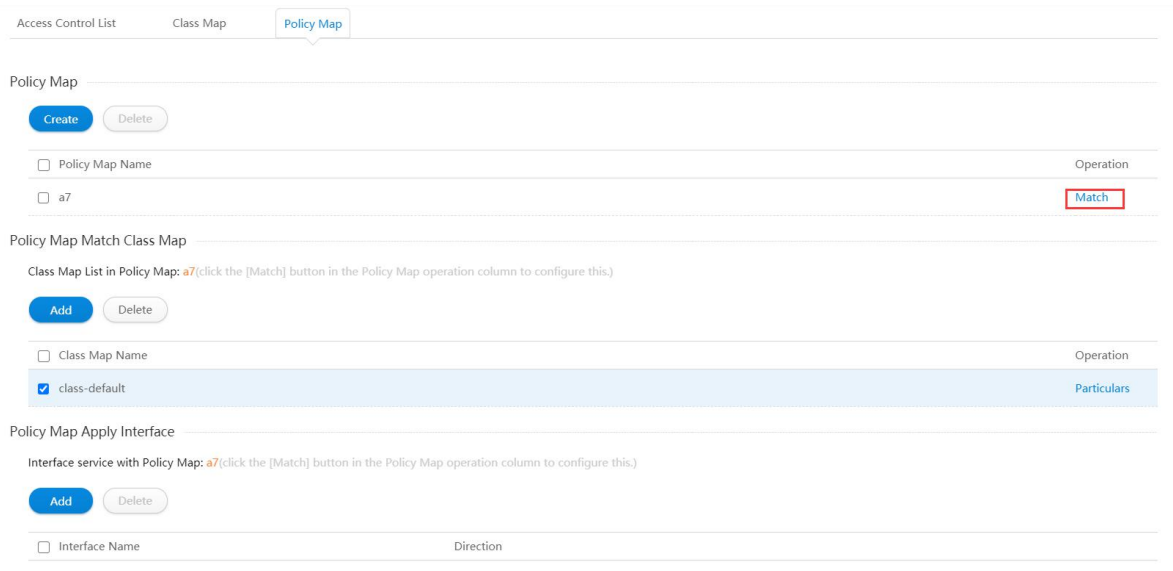 Access Control List Class Map Policy Map
Policy Map
Create Delete
Policy Map Name Operation
a7 Match
Policy Map Match Class Map
Class Map List in Policy Map: a7(click the [Match] button in the Policy Map operation column to configure this.)
Add Delete
Class Map Name Operation
class-default Particulars
Policy Map Apply Interface
Interface service with Policy Map: a7(click the [Match] button in the Policy Map operation column to configure this.)
Add Delete
Interface Name Direction